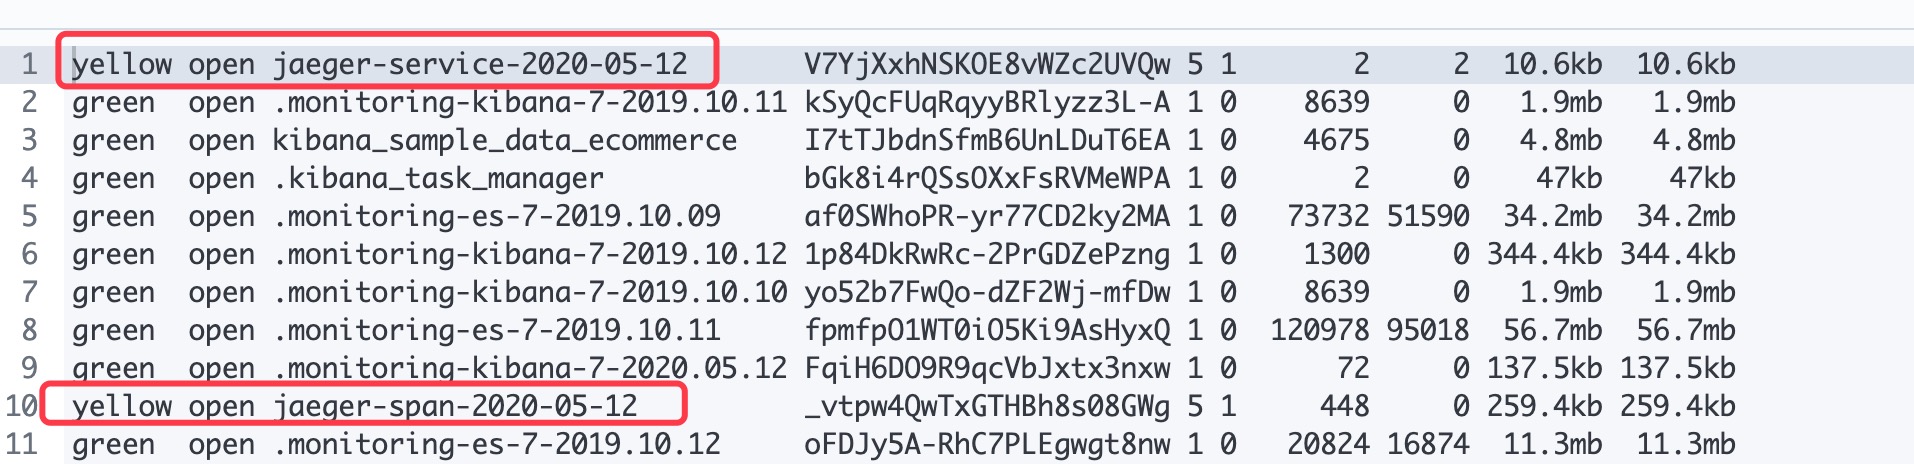 1 yellow open jaeger-service-2020-05-12 V7YjXxhNSKOE8vWZc2UVQw 5 1 2 2 10.6kb 10.6kb
2 green open .monitoring-kibana-7-2019.10.11 kSyQcFUqRqyyBRlyzz3L-A 1 0 8639 0 1.9mb 1.9mb
3 green open kibana_sample_data_ecommerce I7tTJbdnSfmB6UnLDuT6EA 1 0 4675 0 4.8mb 4.8mb
4 green open .kibana_task_manager bGk8i4rQSsOXxFsRVMeWPA 1 0 2 0 47kb 47kb
5 green open .monitoring-es-7-2019.10.09 af0SWhoPR-yr77CD2ky2MA 1 0 73732 51590 34.2mb 34.2mb
6 green open .monitoring-kibana-7-2019.10.12 1p84DkRwRc-2PrGDZePzng 1 0 1300 0 344.4kb 344.4kb
7 green open .monitoring-kibana-7-2019.10.10 yo52b7FwQo-dZF2Wj-mfDw 1 0 8639 0 1.9mb 1.9mb
8 green open .monitoring-es-7-2019.10.11 fpmfpO1WT0iO5Ki9AsHyxQ 1 0 120978 95018 56.7mb 56.7mb
9 green open .monitoring-kibana-7-2020.05.12 FqiH6DO9R9qcVbJxtx3nxw 1 0 72 0 137.5kb 137.5kb
10 yellow open jaeger-span-2020-05-12 _vtpw4QwTxGTHBh8s08GWg 5 1 448 0 259.4kb 259.4kb
11 green open .monitoring-es-7-2019.10.12 oFDJy5A-RhC7PLEgwgt8nw 1 0 20824 16874 11.3mb 11.3mb